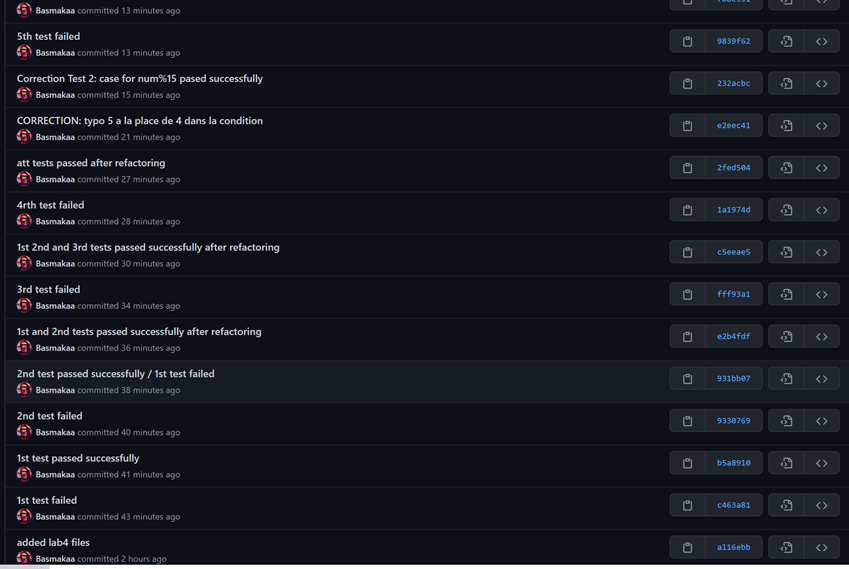 Basmakaa committed 13 minutes ago
5th test failed
Basmakaa committed 13 minutes ago
9839f62
Correction Test 2: case for num%15 pased successfully
Basmakaa committed 15 minutes ago
232acbc
CORRECTION: typo 5 a la place de 4 dans la condition
Basmakaa committed 21 minutes ago
e2eec41
att tests passed after refactoring
Basmakaa committed 27 minutes ago
2fed504
4rth test failed
Basmakaa committed 28 minutes ago
1a1974d
1st 2nd and 3rd tests passed successfully after refactoring
Basmakaa committed 30 minutes ago
c5eeae5
3rd test failed
Basmakaa committed 34 minutes ago
fff93a1
1st and 2nd tests passed successfully after refactoring
Basmakaa committed 36 minutes ago
e2b4fdf
2nd test passed successfully / 1st test failed
Basmakaa committed 38 minutes ago
931bb07
2nd test failed
Basmakaa committed 40 minutes ago
9330769
1st test passed successfully
Basmakaa committed 41 minutes ago
b5a8910
1st test failed
Basmakaa committed 43 minutes ago
c463a81
added lab4 files
Basmakaa committed 2 hours ago
a116ebb